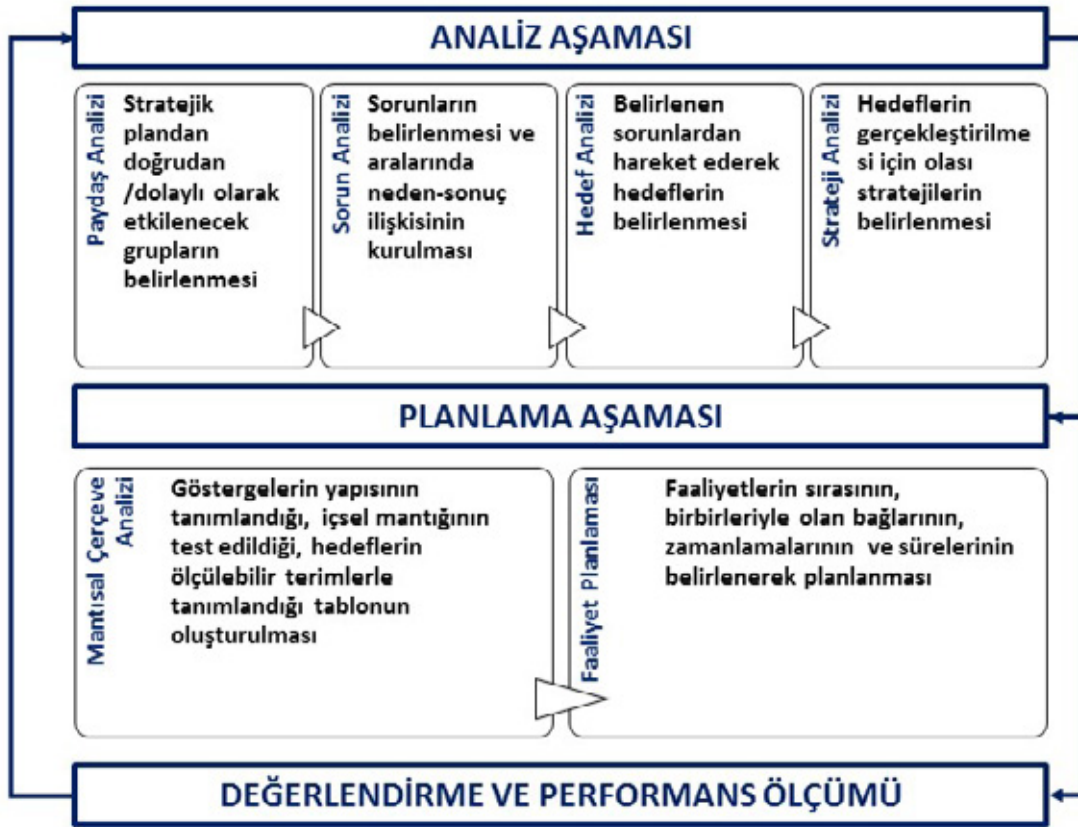 ANALİZ AŞAMASI
Paydaş Analizi
Stratejik
plandan
doğrudan
/dolaylı olarak
etkilenecek
grupların
belirlenmesi
Sorun Analizi
Sorunların
belirlenmesi ve
aralarında
neden-sonuç
ilişkisinin
kurulması
Hedef Analizi
Belirlenen
sorunlardan
hareket ederek
hedeflerin
belirlenmesi
Strateji Analizi
Hedeflerin
gerçekleştirilme
si için olası
stratejilerin
belirlenmesi
PLANLAMA AŞAMASI
Mantısal Çerçeve
Analizi
Göstergelerin yapısının
tanımlandığı, içsel mantığının
test edildiği, hedeflerin
ölçülebilir terimlerle
tanımlandığı tablonun
oluşturulması
Faaliyet Planlaması
Faaliyetlerin sırasının,
birbirleriyle olan bağlarının,
zamanlamalarının ve sürelerinin
belirlenerek planlanması
DEĞERLENDİRME VE PERFORMANS ÖLÇÜMÜ